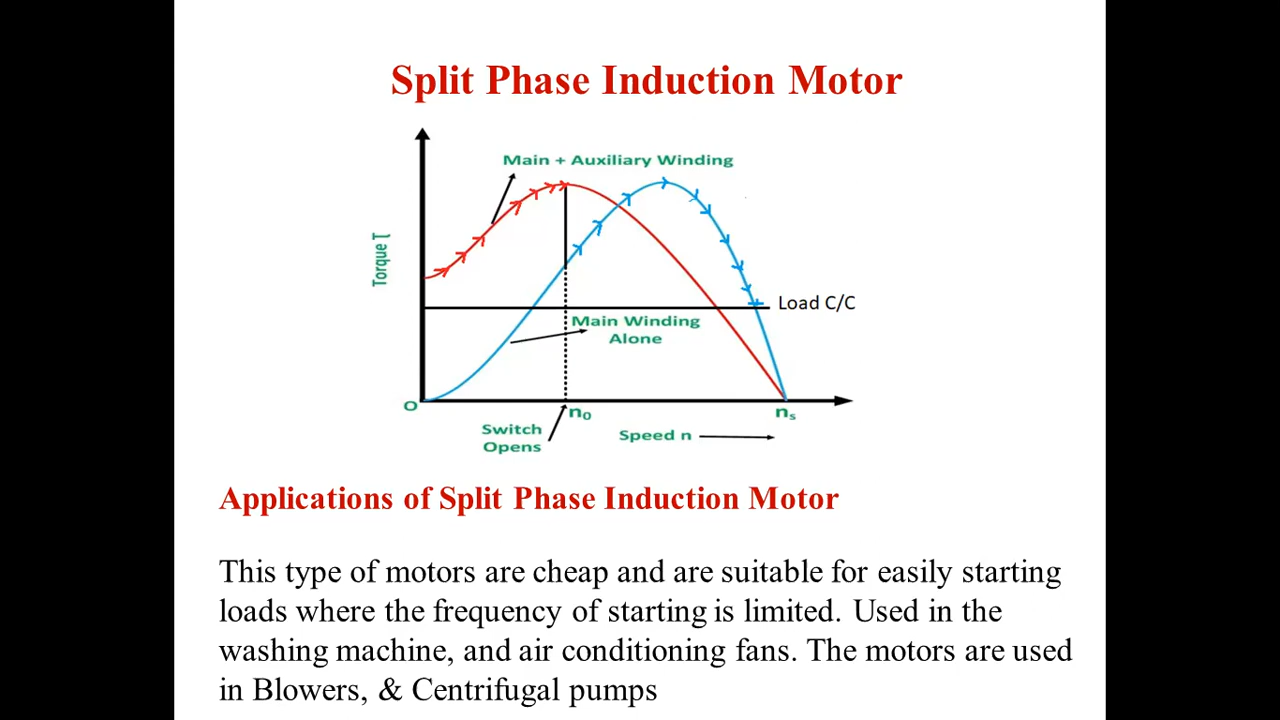 Split Phase Induction Motor
Main + Auxiliary Winding
Torque Ʈ
Load C/C
Main Winding
Alone
O
n₀
nₛ
Switch
Opens
Speed n
Applications of Split Phase Induction Motor
This type of motors are cheap and are suitable for easily starting
loads where the frequency of starting is limited. Used in the
washing machine, and air conditioning fans. The motors are used
in Blowers, & Centrifugal pumps